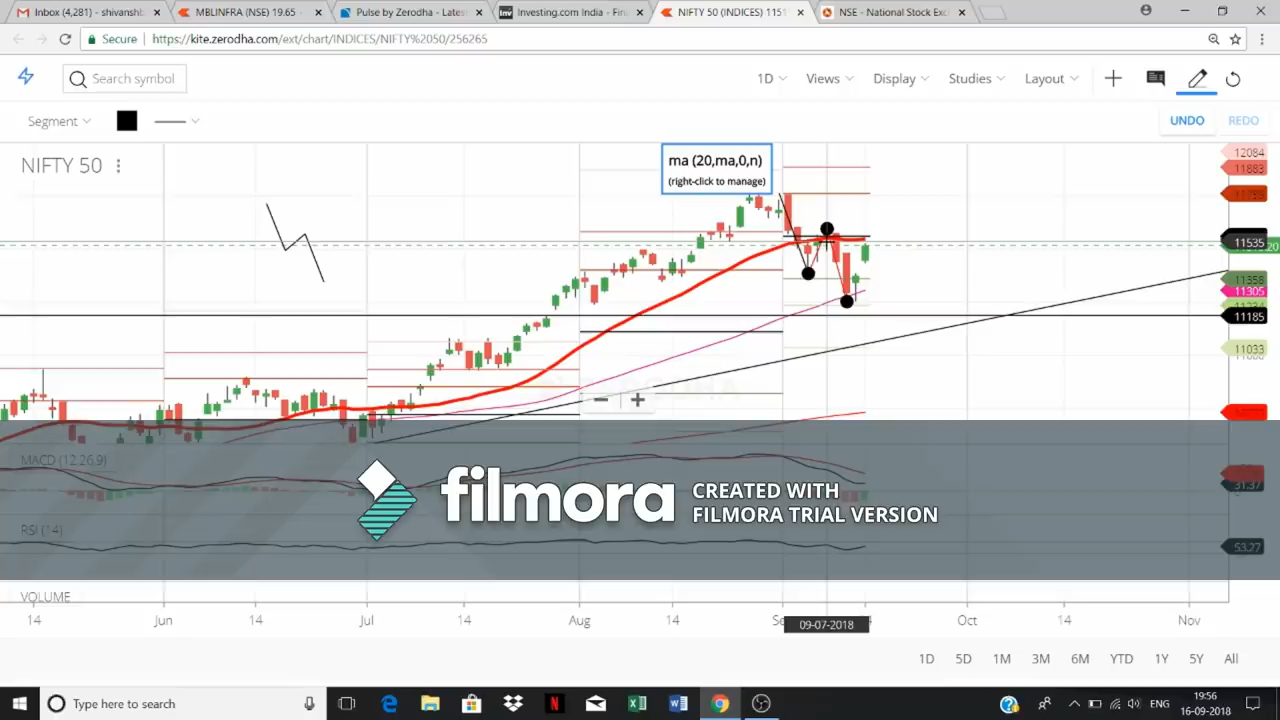 Inbox (4,281) - shivanshb
MBLINFRA (NSE) 19.65 -
Pulse by Zerodha - Lates
Investing.com India - Fin
NIFTY 50 (INDICES) 1151
NSE - National Stock Exc
Secure
https://kite.zerodha.com/ext/chart/INDICES/NIFTY%2050/256265
Search symbol
1D
Views
Display
Studies
Layout
Segment
UNDO
REDO
NIFTY 50
ma (20,ma,0,n)
(right-click to manage)
12084
11883
11535
11358
11305
11185
11033
MACD (12,26,9)
31.37
filmora
CREATED WITH
FILMORA TRIAL VERSION
RSI (14)
53.27
VOLUME
14
Jun
14
Jul
14
Aug
14
09-07-2018
Oct
14
Nov
1D
5D
1M
3M
6M
YTD
1Y
5Y
All
Type here to search
ENG
19:56
16-09-2018